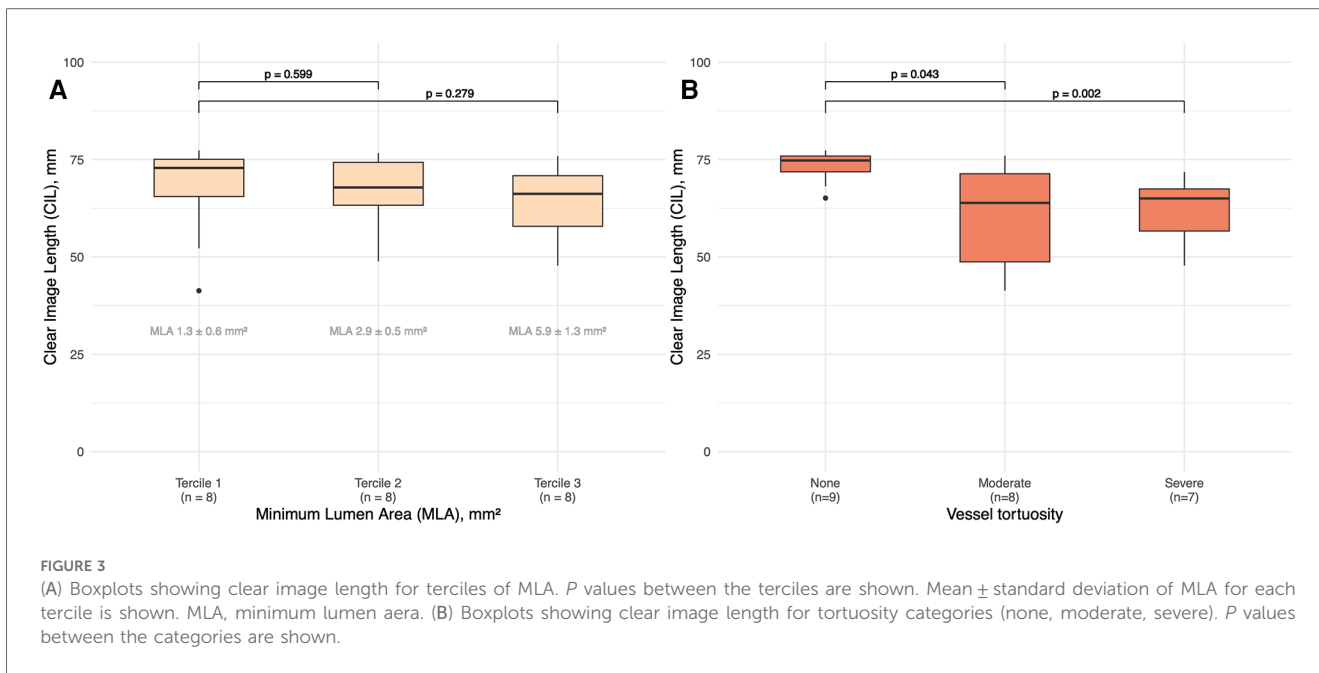 A
100
75
50
25
0
Clear Image Length (CIL), mm
p = 0.599
p = 0.279
MLA 1.3 ± 0.6 mm²
MLA 2.9 ± 0.5 mm²
MLA 5.9 ± 1.3 mm²
Tercile 1
(n = 8)
Tercile 2
(n = 8)
Tercile 3
(n = 8)
Minimum Lumen Area (MLA), mm²
B
100
75
50
25
0
Clear Image Length (CIL), mm
p = 0.043
p = 0.002
None
(n=9)
Moderate
(n=8)
Severe
(n=7)
Vessel tortuosity
FIGURE 3
(A) Boxplots showing clear image length for terciles of MLA. P values between the terciles are shown. Mean ± standard deviation of MLA for each
tercile is shown. MLA, minimum lumen aera. (B) Boxplots showing clear image length for tortuosity categories (none, moderate, severe). P values
between the categories are shown.